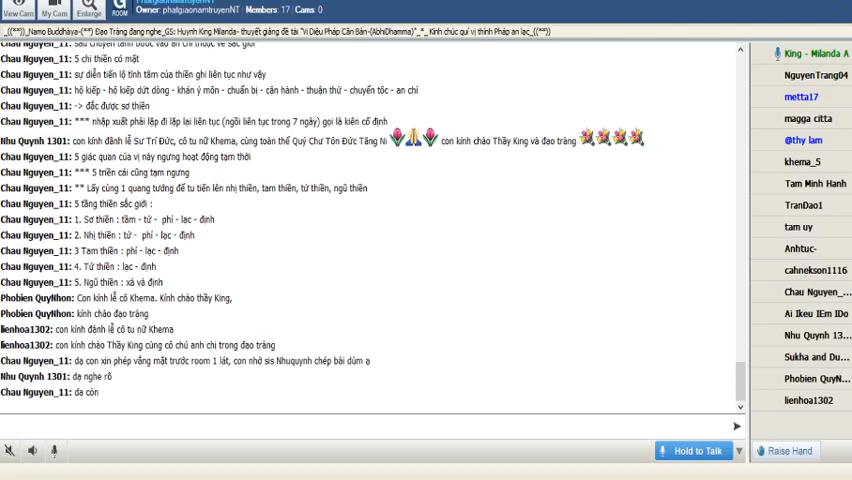 View Cam
My Cam
Enlarge
G
ROOM
Owner: phatgiaonamtruyenNT | Members: 17 | Cams: 0
_((**))_Namo Buddhàya-(**) Đạo Tràng đang nghe_GS: Huynh King Milanda- thuyết giảng đề tài "Vi Diệu Pháp Căn Bản-(AbhiDhamma)"_*_ Kính chúc quí vị thính Pháp an lạc_((**))
Chau Nguyen_11: 5 chi thiền có mặt
Chau Nguyen_11: sự diễn tiến lộ tỉnh tâm của thiền ghi liên tục như vậy
Chau Nguyen_11: hộ kiếp - hộ kiếp dứt dòng - khán ý môn - chuẩn bị - cận hành - thuận thứ - chuyển tộc - an chỉ
Chau Nguyen_11: -> đắc được sơ thiền
Chau Nguyen_11: *** nhập xuất phải lập đi lập lại liên tục (ngồi liên tục trong 7 ngày) gọi là kiên cố định
Nhu Quynh 1301: con kính đảnh lễ Sư Trí Đức, cô tu nữ Khema, cùng toàn thể Quý Chư Tôn Đức Tăng Ni con kính chào Thầy King và đạo tràng
Chau Nguyen_11: 5 giác quan của vị này ngưng hoạt động tạm thời
Chau Nguyen_11: *** 5 triền cái cũng tạm ngưng
Chau Nguyen_11: ** Lấy cùng 1 quang tướng để tu tiến lên nhị thiền, tam thiền, tứ thiền, ngũ thiền
Chau Nguyen_11: 5 tầng thiền sắc giới :
Chau Nguyen_11: 1. Sơ thiền : tầm - tứ - phỉ - lạc - định
Chau Nguyen_11: 2. Nhị thiền : tứ - phỉ - lạc - định
Chau Nguyen_11: 3 Tam thiền : phỉ - lạc - định
Chau Nguyen_11: 4. Tứ thiền : lạc - định
Chau Nguyen_11: 5. Ngũ thiền : xả và định
Phobien QuyNhon: Con kính lễ cô Khema. Kính chào thầy King,
Phobien QuyNhon: kính chào đạo tràng
lienhoa1302: con kính đảnh lễ cô tu nữ Khema
lienhoa1302: con kính chào Thầy King cùng cô chú anh chị trong đạo tràng
Chau Nguyen_11: dạ con xin phép vắng mặt trước room 1 lát, con nhờ sis Nhuquynh chép bài dùm ạ
Nhu Quynh 1301: dạ nghe rõ
Chau Nguyen_11: dạ còn
Hold to Talk
King - Milanda A
NguyenTrang04
metta17
magga citta
@thy lam
khema_5
Tam Minh Hanh
TranDao1
tam uy
Anhtuc-
cahnekson1116
Chau Nguyen_...
Ai Ikeu IEm IDo
Nhu Quynh 13...
Sukha and Du...
Phobien QuyN...
lienhoa1302
Raise Hand